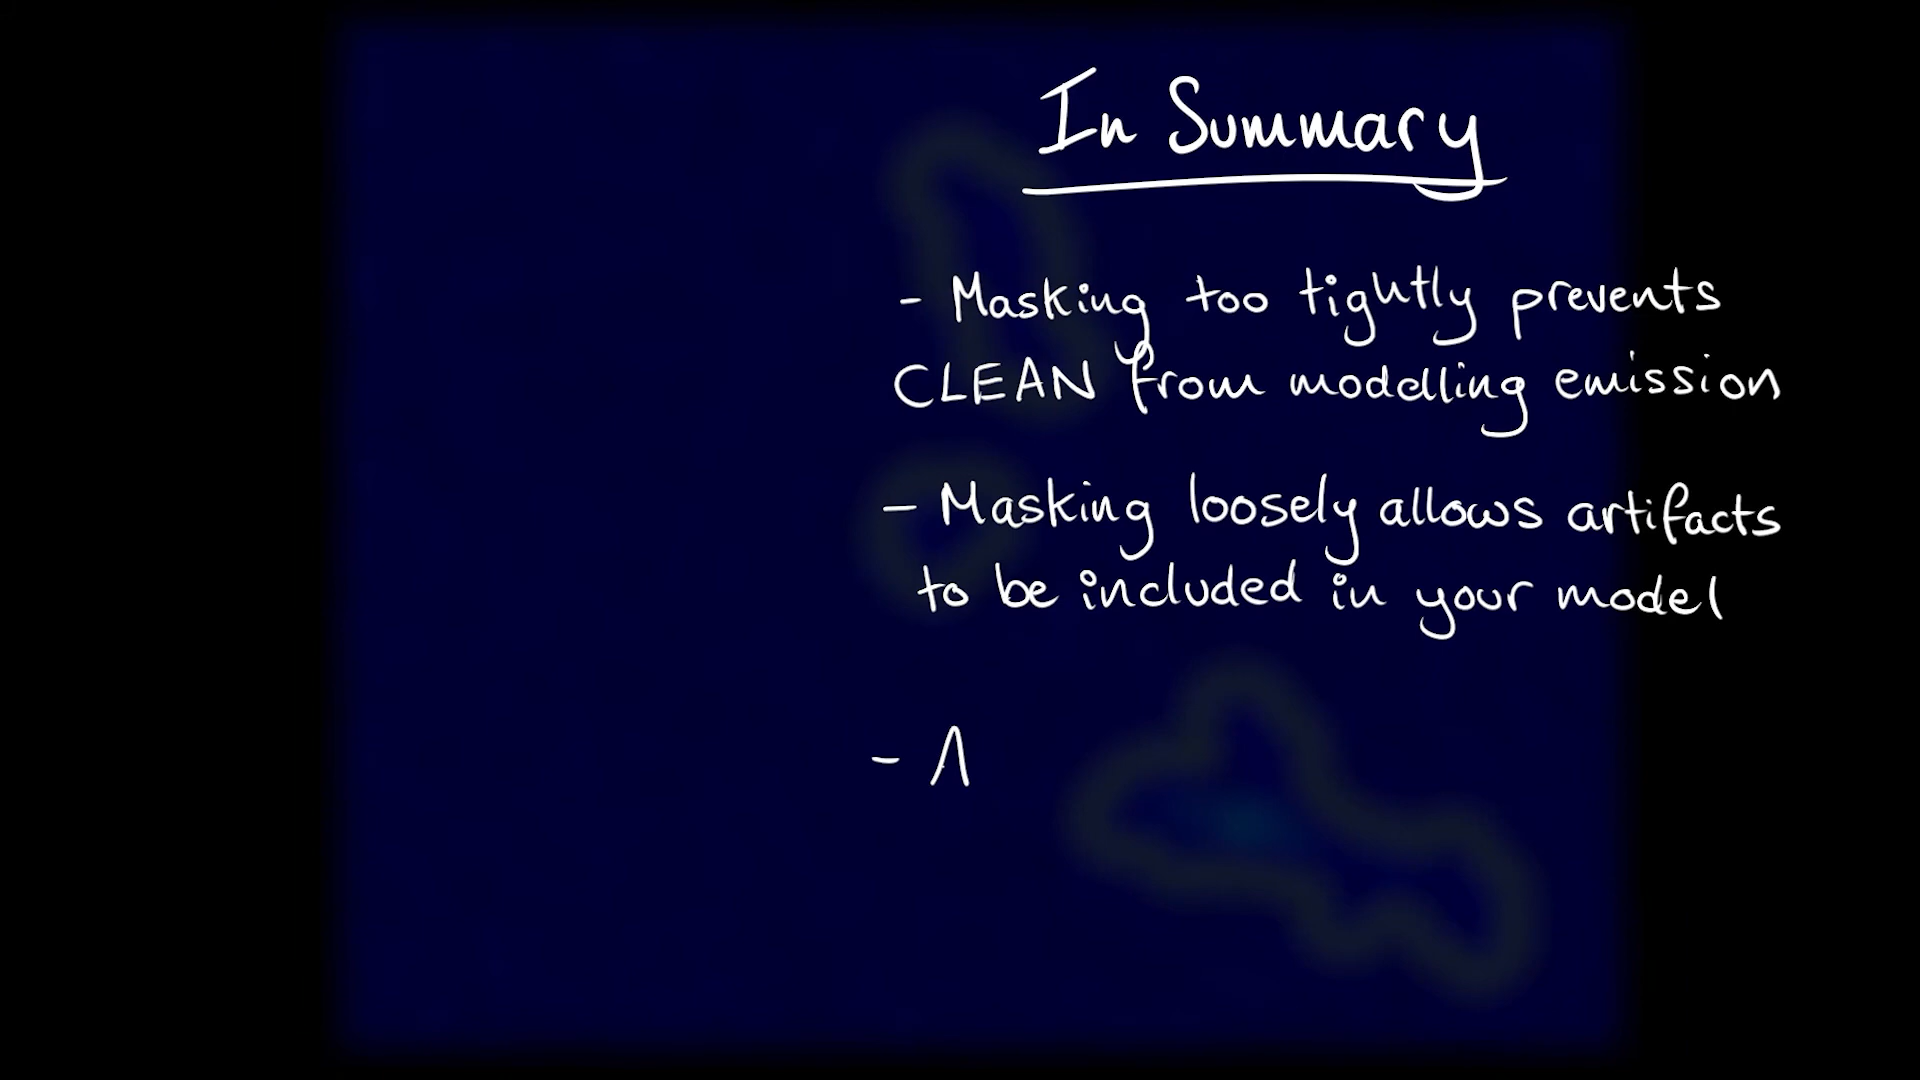 In Summary
- Masking too tightly prevents
CLEAN from modelling emission
- Masking loosely allows artifacts
to be included in your model
-